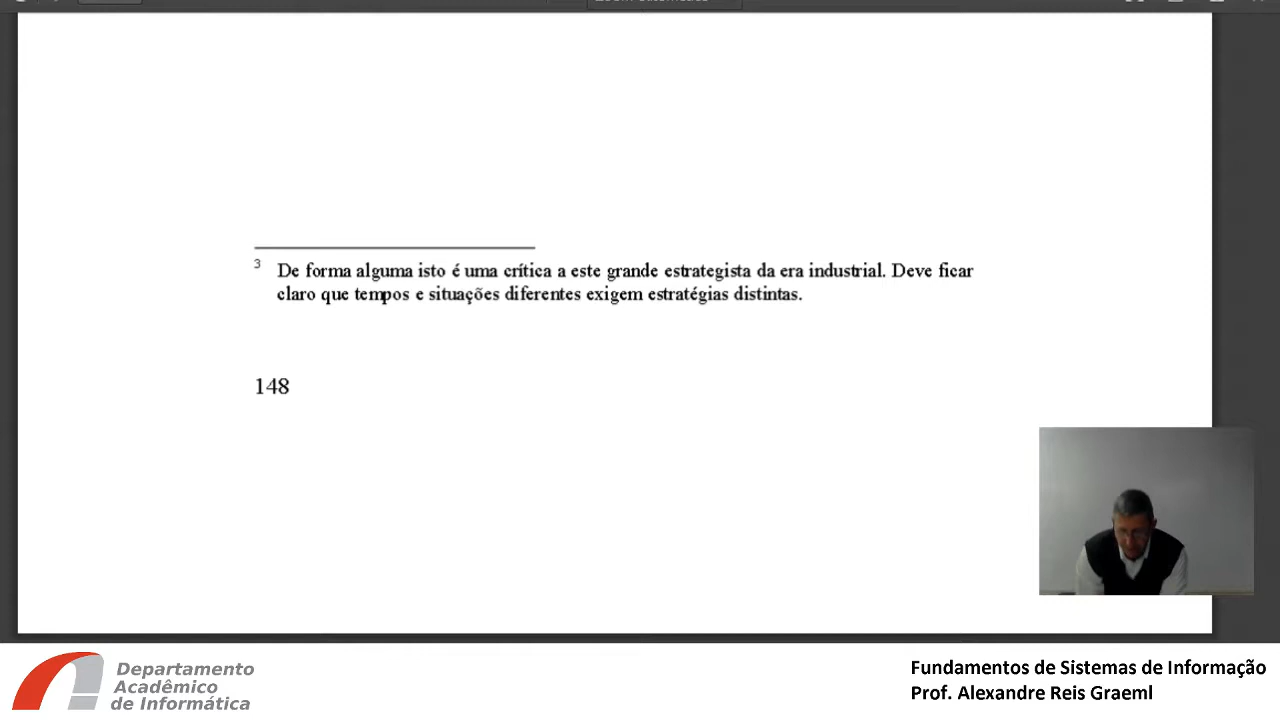 3 De forma alguma isto é uma crítica a este grande estrategista da era industrial. Deve ficar
claro que tempos e situações diferentes exigem estratégias distintas.
148
Departamento
Acadêmico
de Informática
Fundamentos de Sistemas de Informação
Prof. Alexandre Reis Graeml